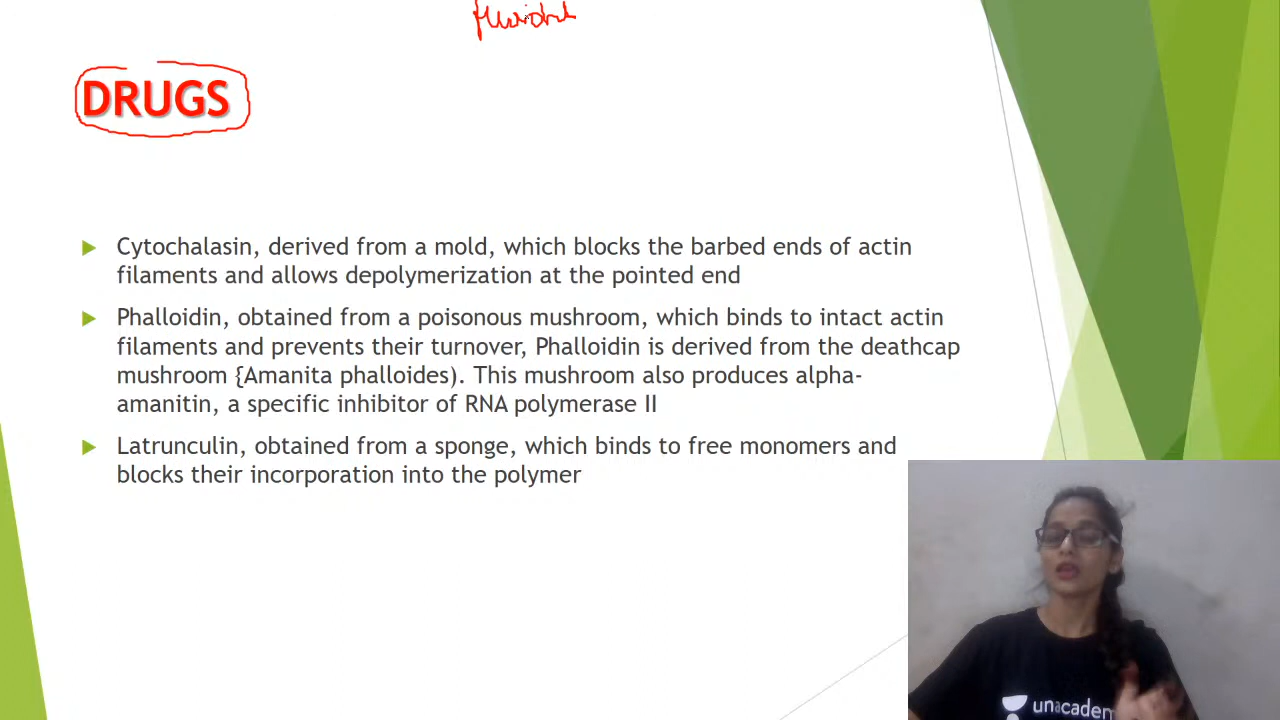 DRUGS
Cytochalasin, derived from a mold, which blocks the barbed ends of actin
filaments and allows depolymerization at the pointed end
Phalloidin, obtained from a poisonous mushroom, which binds to intact actin
filaments and prevents their turnover, Phalloidin is derived from the deathcap
mushroom {Amanita phalloides). This mushroom also produces alpha-
amanitin, a specific inhibitor of RNA polymerase II
Latrunculin, obtained from a sponge, which binds to free monomers and
blocks their incorporation into the polymer
unacadem